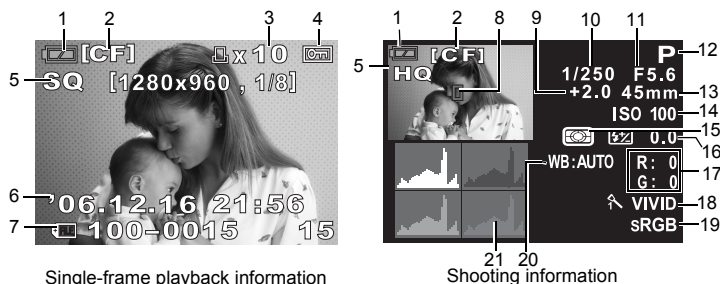 1 2 3 4
[CF] x 10
5 SQ [1280x960 , 1/8]
6 '06.12.16 21:56
7 100-0015 15
Single-frame playback information
1 2 8 9 10 11
[CF] P 12
5 HQ 1/250 F5.6
+2.0 45mm 13
ISO 100 14
15
0.0 16
WB:AUTO R: 0 17
G: 0
VIVID 18
sRGB 19
21 20
Shooting information